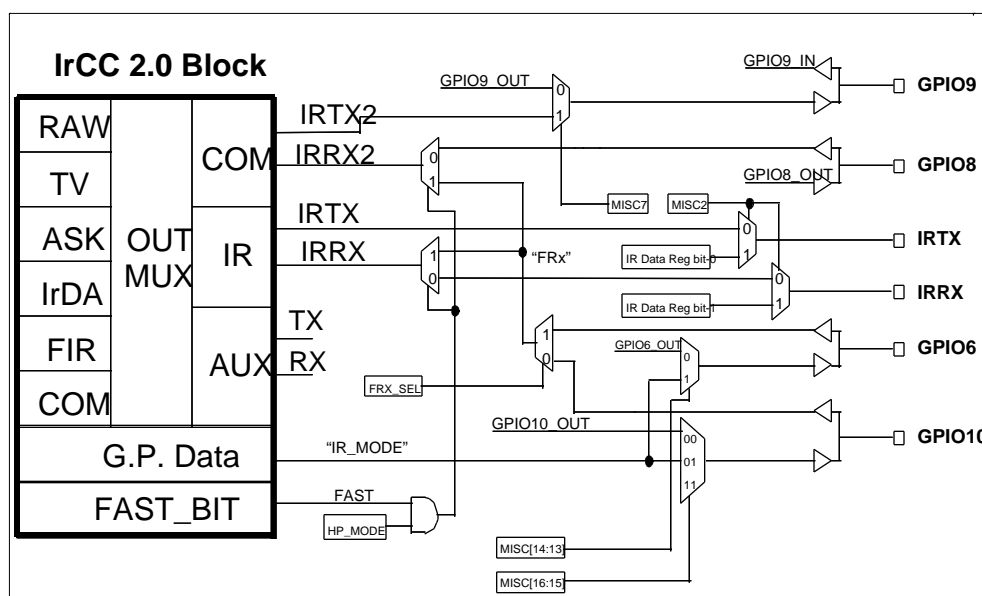 IrCC 2.0 Block
RAW
TV
ASK
IrDA
FIR
COM
OUT
MUX
COM
IR
AUX
G.P. Data
FAST_BIT
IRTX2
IRRX2
IRTX
IRRX
TX
RX
"IR_MODE"
FAST
HP_MODE
FRX_SEL
GPIO9_OUT
0
1
GPIO9_IN
GPIO9
0
1
GPIO8_OUT
GPIO8
MISC7
MISC2
0
1
IR Data Reg bit-0
IRTX
1
0
"FRx"
0
1
IR Data Reg bit-1
IRRX
1
0
GPIO6_OUT
0
1
GPIO6
GPIO10_OUT
00
01
11
GPIO10
MISC[14:13]
MISC[16:15]